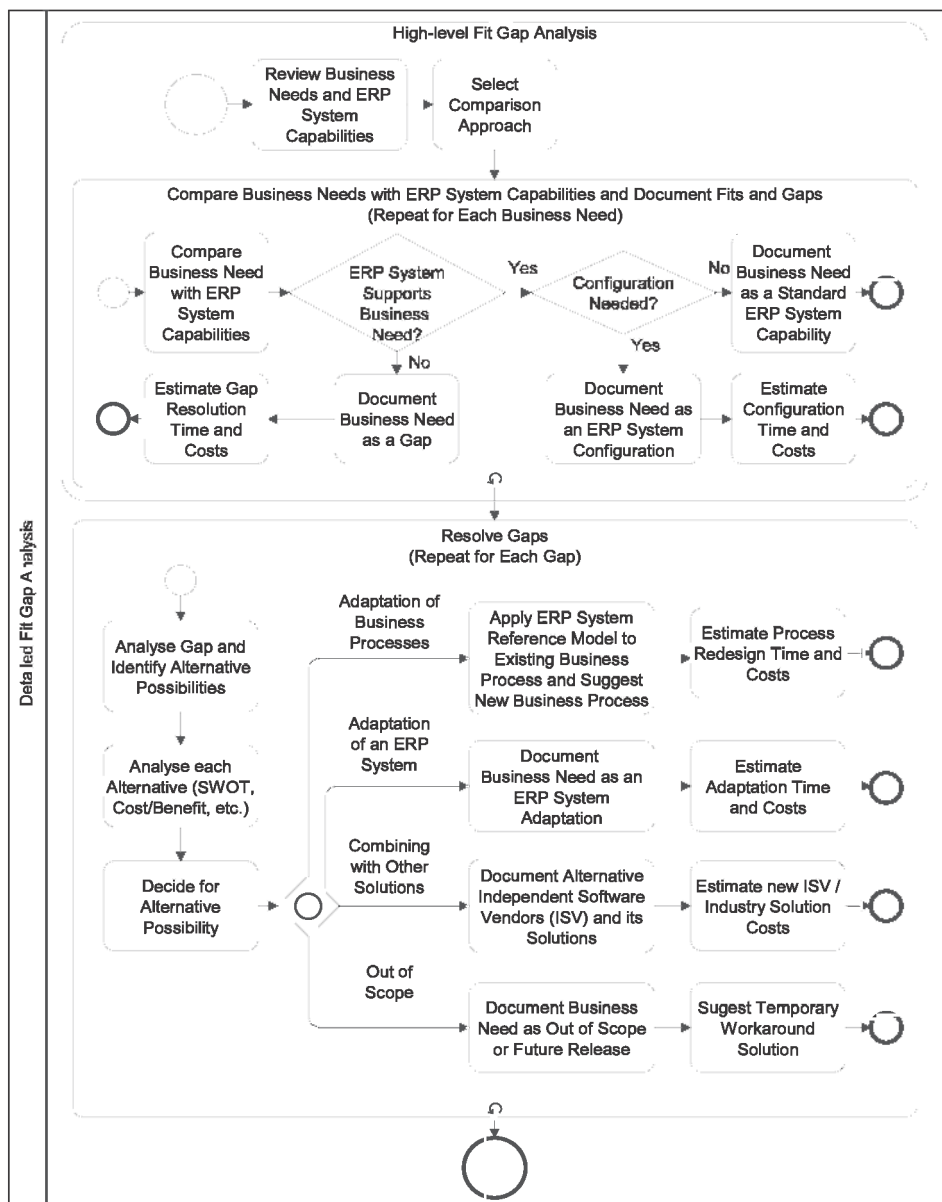 High-level Fit Gap Analysis
Review Business
Needs and ERP
System
Capabilities
Select
Comparison
Approach
Compare Business Needs with ERP System Capabilities and Document Fits and Gaps
(Repeat for Each Business Need)
Compare
Business Need
with ERP
System
Capabilities
ERP System
Supports
Business
Need?
Yes
Configuration
Needed?
No
Document
Business Need
as a Standard
ERP System
Capability
No
Yes
Estimate Gap
Resolution
Time and
Costs
Document
Business Need
as a Gap
Document
Business Need as
an ERP System
Configuration
Estimate
Configuration
Time and
Costs
Detailed Fit Gap Analysis
Resolve Gaps
(Repeat for Each Gap)
Analyse Gap and
Identify Alternative
Possibilities
Analyse each
Alternative (SWOT,
Cost/Benefit, etc.)
Decide for
Alternative
Possibility
Adaptation of
Business
Processes
Apply ERP System
Reference Model to
Existing Business
Process and Suggest
New Business Process
Estimate Process
Redesign Time and
Costs
Adaptation
of an ERP
System
Document
Business Need as an
ERP System
Adaptation
Estimate
Adaptation Time
and Costs
Combining
with Other
Solutions
Document Alternative
Independent Software
Vendors (ISV) and its
Solutions
Estimate new ISV /
Industry Solution
Costs
Out of
Scope
Document Business
Need as Out of Scope
or Future Release
Sugest Temporary
Workaround
Solution